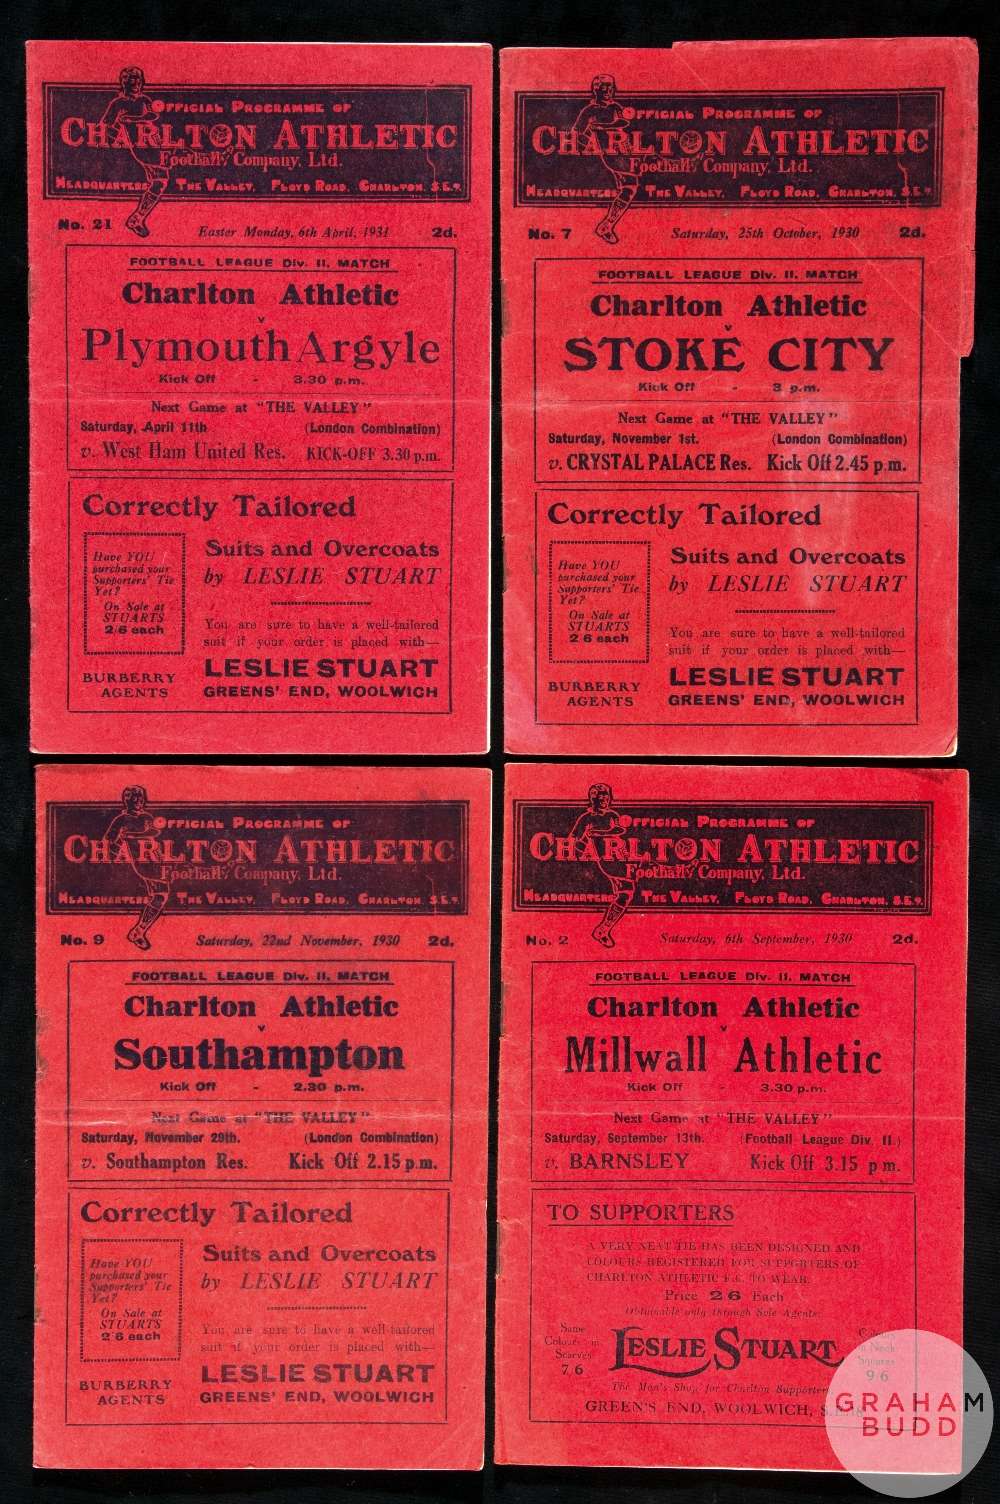 OFFICIAL PROGRAMME OF
CHARLTON ATHLETIC
Football Company, Ltd.
HEADQUARTERS THE VALLEY, FLOYD ROAD, CHARLTON, S.E.7.
No. 21 Easter Monday, 6th April, 1931 2d.
FOOTBALL LEAGUE Div. II. MATCH
Charlton Athletic
v
Plymouth Argyle
Kick Off - 3.30 p.m.
Next Game at "THE VALLEY"
Saturday, April 11th (London Combination)
v. West Ham United Res. KICK-OFF 3.30 p.m.
Correctly Tailored
Suits and Overcoats
by LESLIE STUART
Have YOU
purchased your
Supporters' Tie
Yet?
On Sale at
STUARTS
2/6 each
You are sure to have a well-tailored
suit if your order is placed with—
BURBERRY
AGENTS
LESLIE STUART
GREENS' END, WOOLWICH
OFFICIAL PROGRAMME OF
CHARLTON ATHLETIC
Football Company, Ltd.
HEADQUARTERS THE VALLEY, FLOYD ROAD, CHARLTON, S.E.7.
No. 7 Saturday, 25th October, 1930 2d.
FOOTBALL LEAGUE Div. II. MATCH
Charlton Athletic
v
STOKE CITY
Kick Off - 3 p.m.
Next Game at "THE VALLEY"
Saturday, November 1st. (London Combination)
v. CRYSTAL PALACE Res. Kick Off 2.45 p.m.
Correctly Tailored
Suits and Overcoats
by LESLIE STUART
Have YOU
purchased your
Supporters' Tie
Yet?
On Sale at
STUARTS
2/6 each
You are sure to have a well-tailored
suit if your order is placed with—
BURBERRY
AGENTS
LESLIE STUART
GREENS' END, WOOLWICH
OFFICIAL PROGRAMME OF
CHARLTON ATHLETIC
Football Company, Ltd.
HEADQUARTERS THE VALLEY, FLOYD ROAD, CHARLTON, S.E.7.
No. 9 Saturday, 22nd November, 1930 2d.
FOOTBALL LEAGUE Div. II. MATCH
Charlton Athletic
v
Southampton
Kick Off - 2.30 p.m.
Next Game at "THE VALLEY"
Saturday, November 29th. (London Combination)
v. Southampton Res. Kick Off 2.15 p.m.
Correctly Tailored
Suits and Overcoats
by LESLIE STUART
Have YOU
purchased your
Supporters' Tie
Yet?
On Sale at
STUARTS
2/6 each
You are sure to have a well-tailored
suit if your order is placed with—
BURBERRY
AGENTS
LESLIE STUART
GREENS' END, WOOLWICH
OFFICIAL PROGRAMME OF
CHARLTON ATHLETIC
Football Company, Ltd.
HEADQUARTERS THE VALLEY, FLOYD ROAD, CHARLTON, S.E.7.
No. 2 Saturday, 6th September, 1930 2d.
FOOTBALL LEAGUE Div. II. MATCH
Charlton Athletic
v
Millwall Athletic
Kick Off - 3.30 p.m.
Next Game at "THE VALLEY"
Saturday, September 13th. (Football League Div II.)
v. BARNSLEY Kick Off 3.15 p.m.
TO SUPPORTERS
A VERY NEAT TIE HAS BEEN DESIGNED AND
COLOURS REGISTERED FOR SUPPORTERS OF
CHARLTON ATHLETIC F.C. TO WEAR.
Price 2/6 Each
Obtainable only through Sole Agents:
Same
Colours in
Scarves
7/6
LESLIE STUART
Squares
9/6
The Man's Shop for Charlton Supporters
GREEN'S END, WOOLWICH, S.E.18
GRAHAM
BUDD